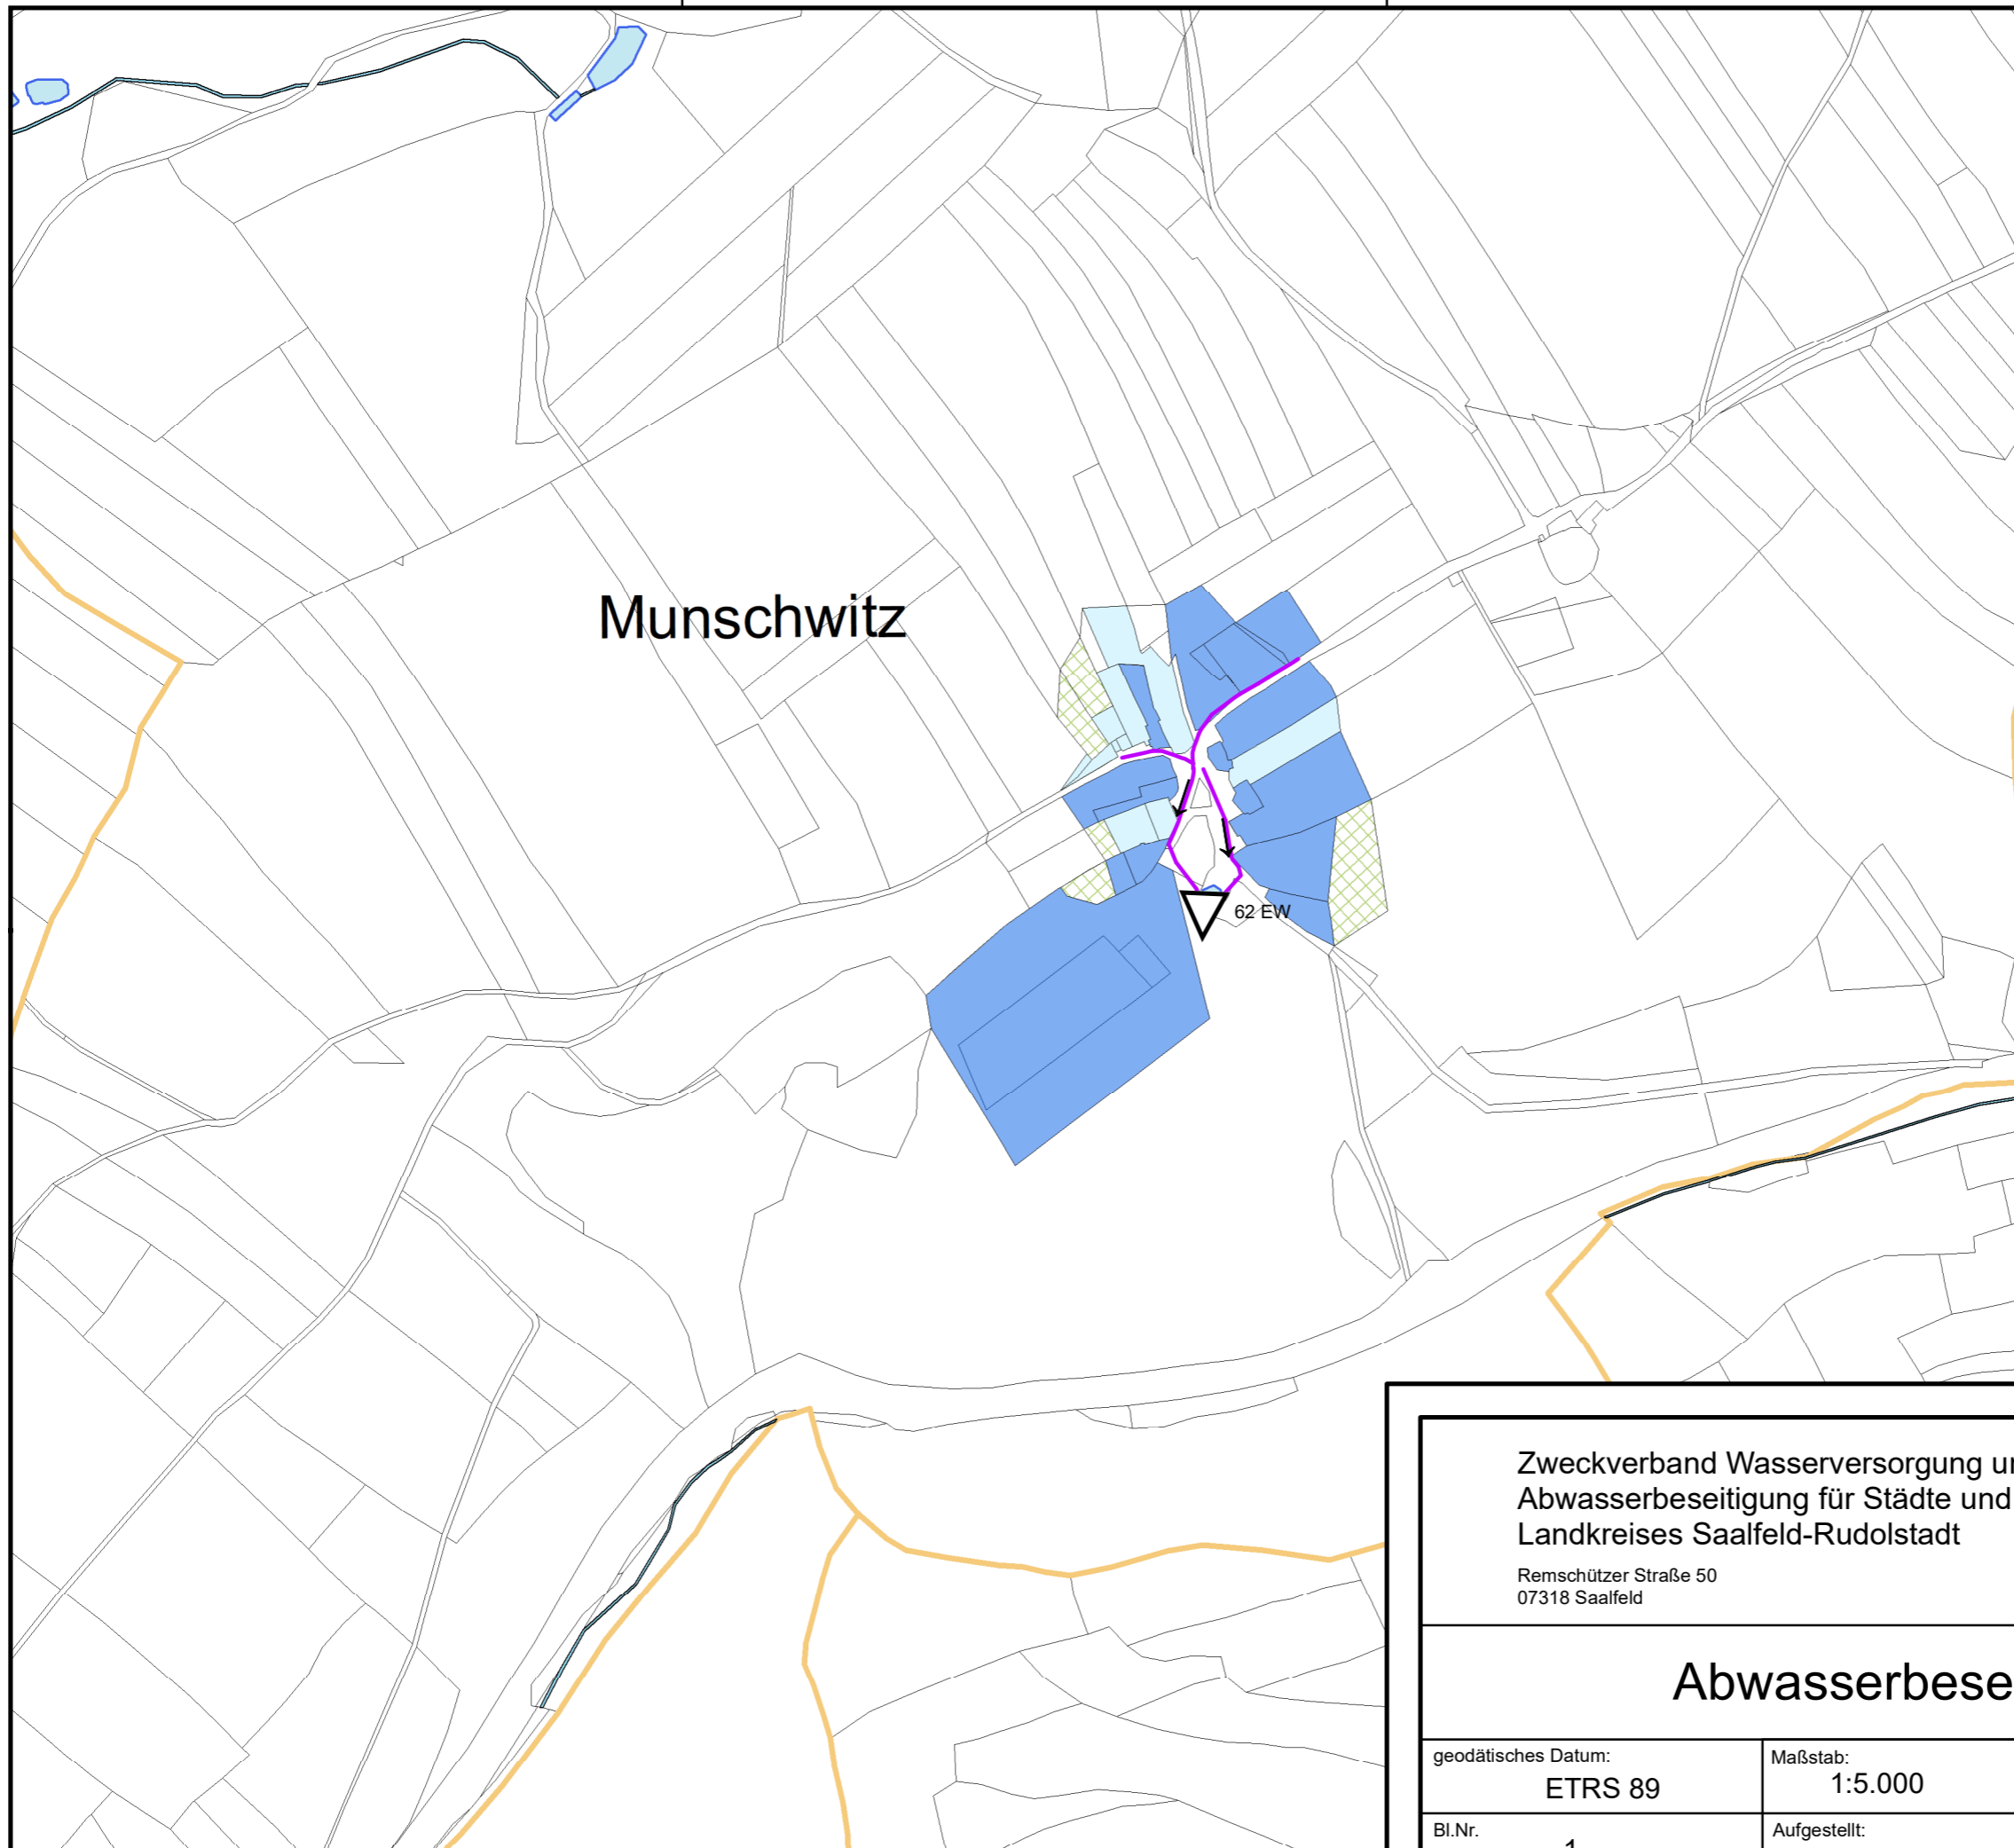 Munschwitz
62 EW
Zweckverband Wasserversorgung
Abwasserbeseitigung für Städte und
Landkreises Saalfeld-Rudolstadt
Remschützer Straße 50
07318 Saalfeld
geodätisches Datum:
ETRS 89
Maßstab:
1:5.000
Bl.Nr.
1
Aufgestellt: